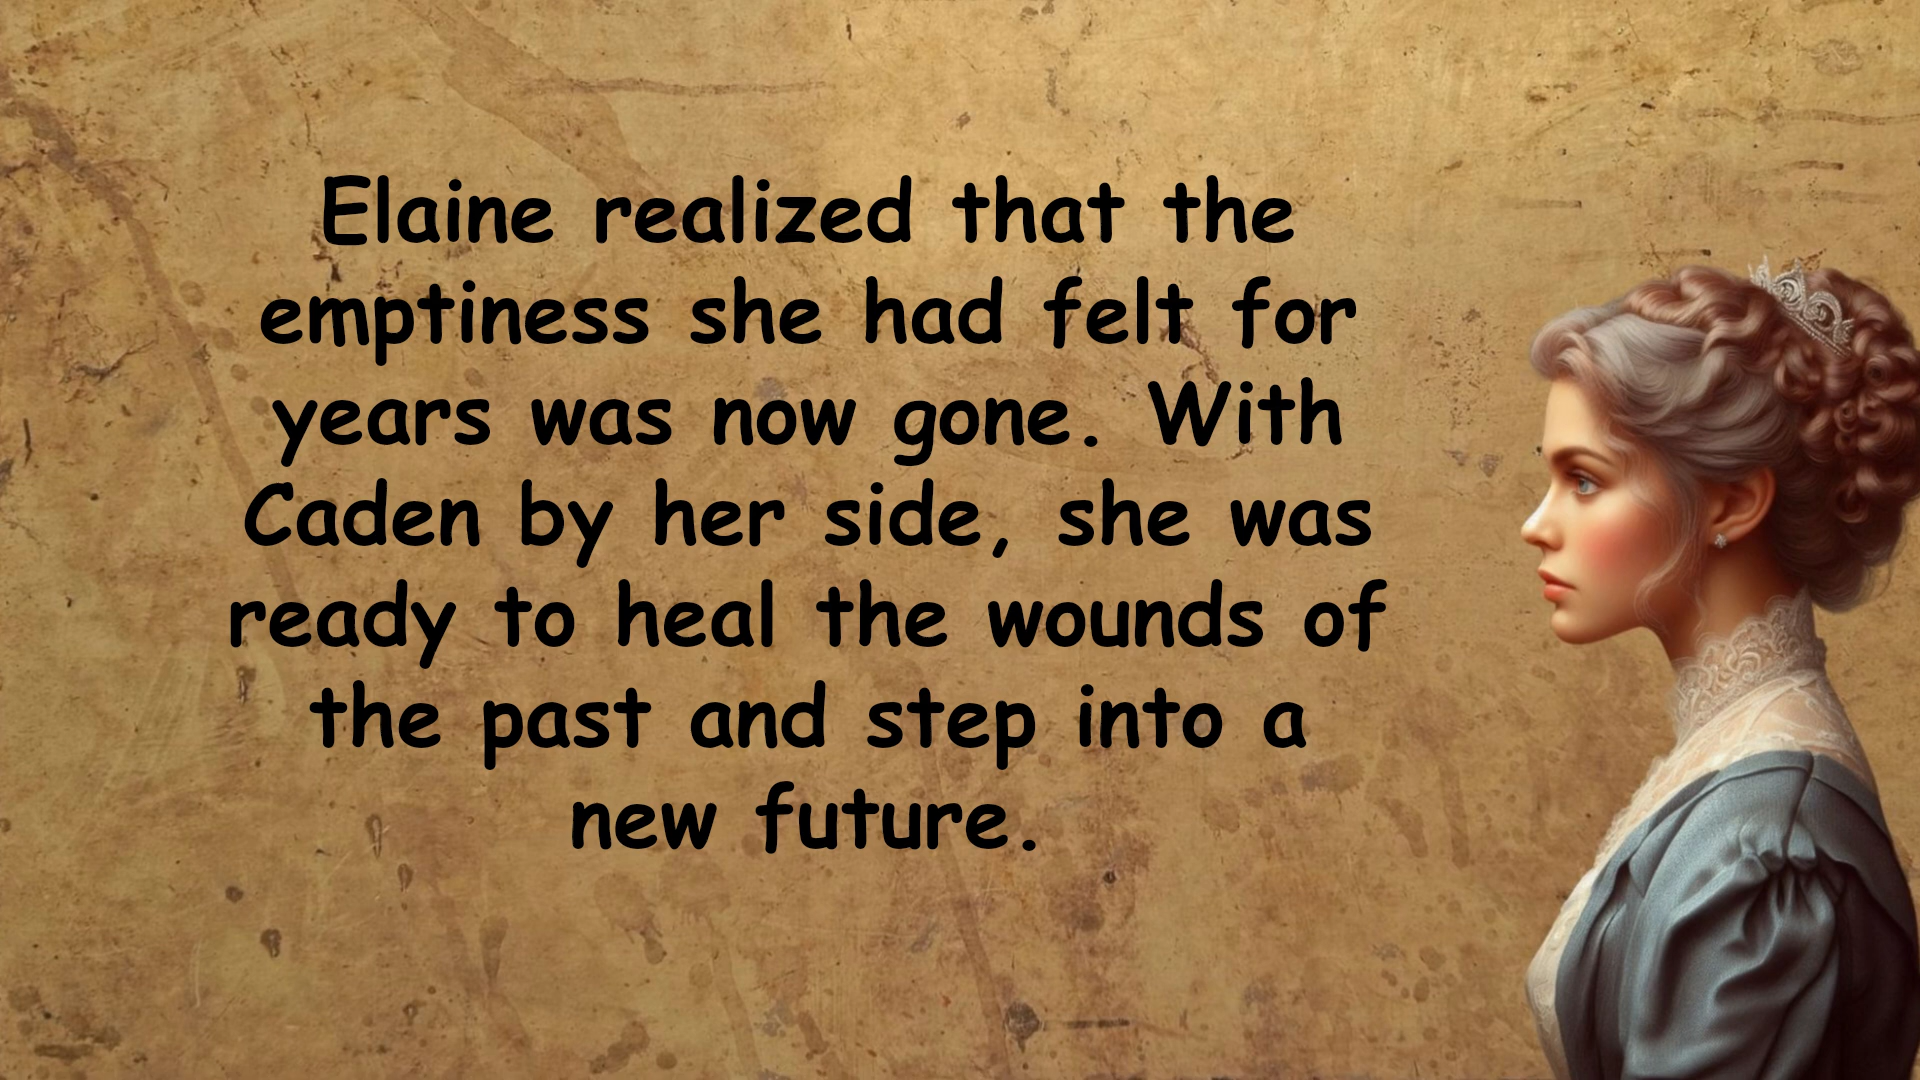 Elaine realized that the
emptiness she had felt for
years was now gone. With
Caden by her side, she was
ready to heal the wounds of
the past and step into a
new future.